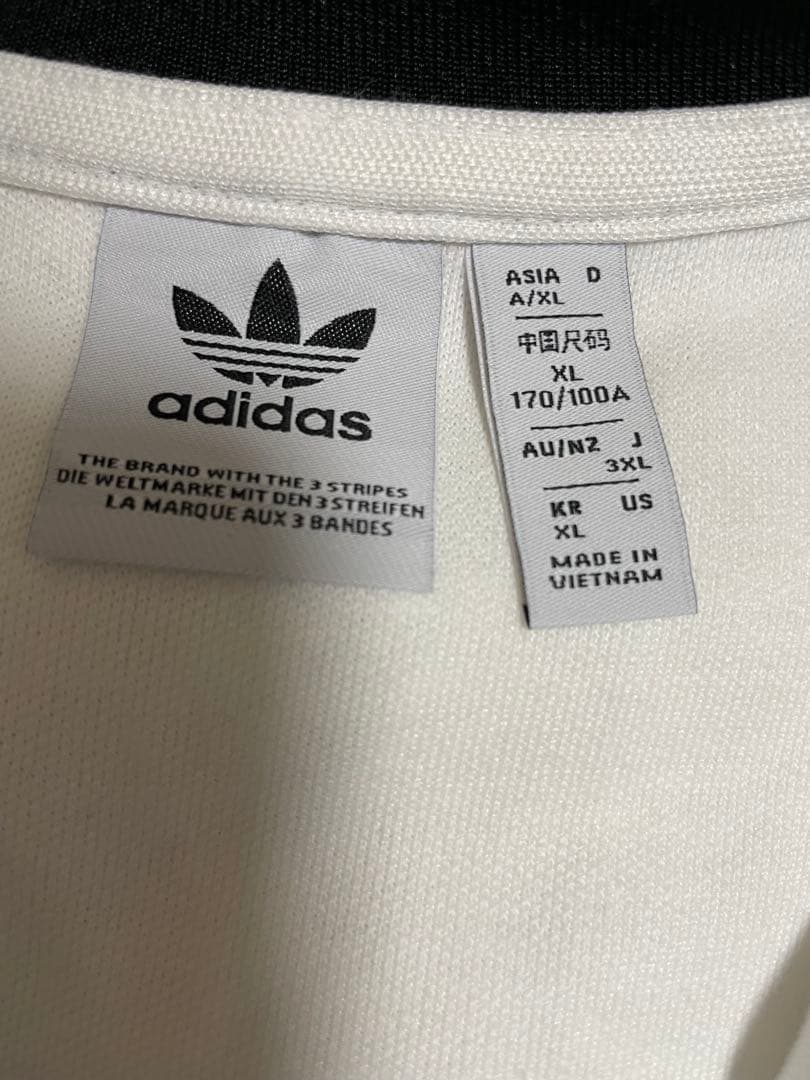 adidas
THE BRAND WITH THE 3 STRIPES
DIE WELTMARKE MIT DEN 3 STREIFEN
LA MARQUE AUX 3 BANDES
ASIA D
A/XL
中国尺码
XL
170/100A
AU/NZ J
3XL
KR US
XL
MADE IN
VIETNAM